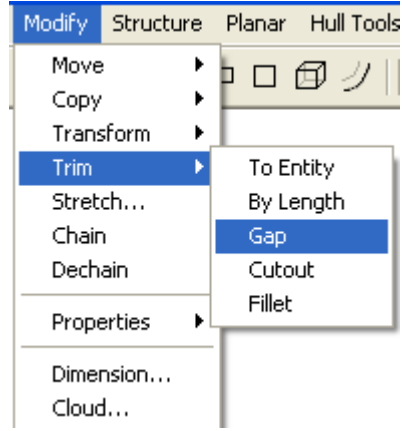 Modify Structure Planar Hull Tools
Move
Copy
Transform
Trim
Stretch...
Chain
Dechain
Properties
Dimension...
Cloud...
To Entity
By Length
Gap
Cutout
Fillet